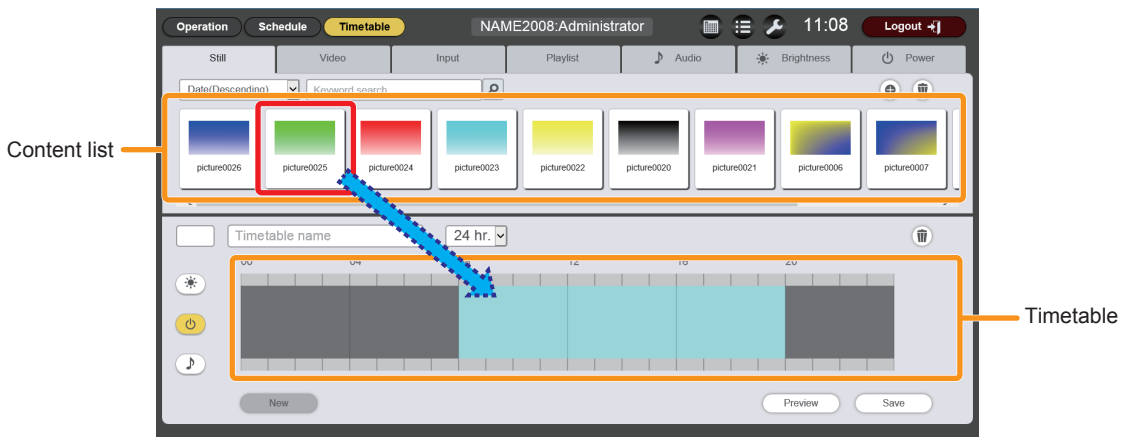 Operation Schedule Timetable NAME2008:Administrator 11:08 Logout
Still Video Input Playlist Audio Brightness Power
Date(Descending) Keyword search
Content list
picture0026 picture0025 picture0024 picture0023 picture0022 picture0020 picture0021 picture0006 picture0007
Timetable name 24 hr.
00 04 12 16 20
Timetable
New Preview Save